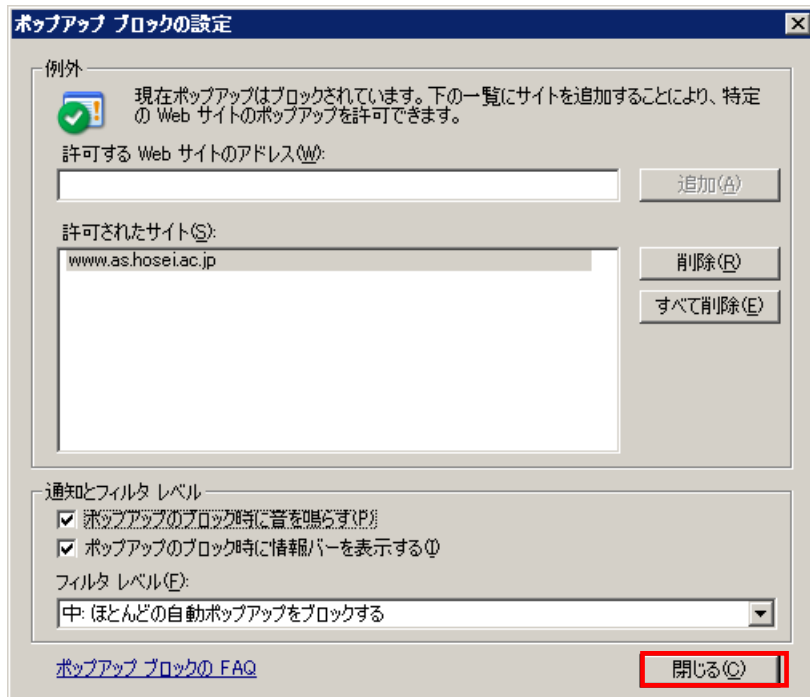 ポップアップ ブロックの設定
例外
現在ポップアップはブロックされています。下の一覧にサイトを追加することにより、特定
の Web サイトのポップアップを許可できます。
許可する Web サイトのアドレス(W):
追加(A)
許可されたサイト(S):
www.as.hosei.ac.jp
削除(R)
すべて削除(E)
通知とフィルタ レベル
ポップアップのブロック時に音を鳴らす(P)
ポップアップのブロック時に情報バーを表示する(I)
フィルタ レベル(F):
中: ほとんどの自動ポップアップをブロックする
ポップアップ ブロックの FAQ
閉じる(C)